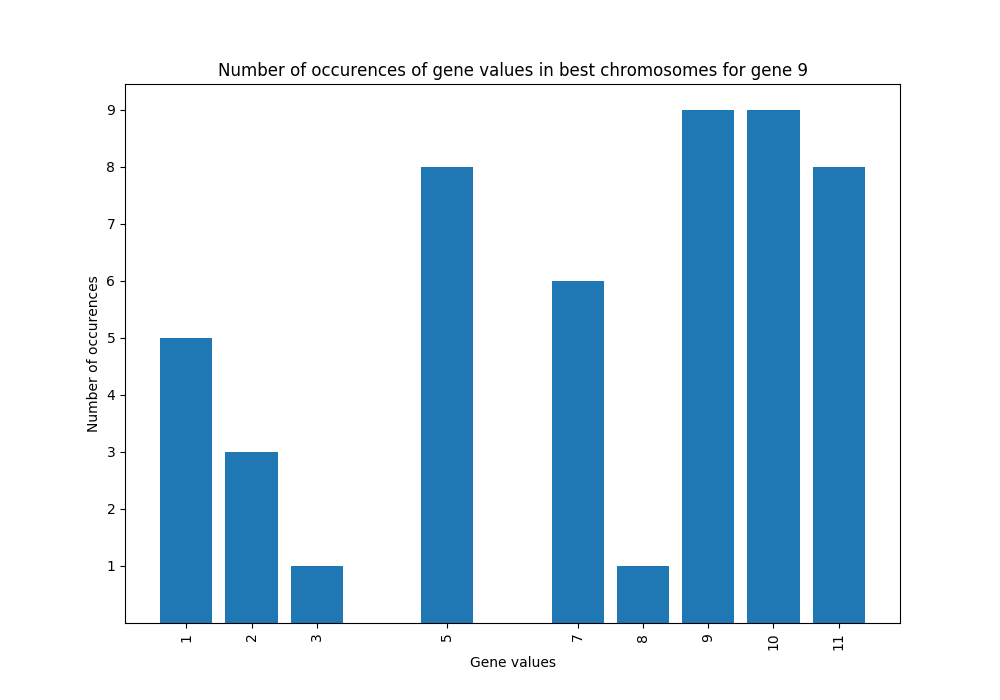 Number of occurences of gene values in best chromosomes for gene 9
9
8
7
6
5
4
3
2
1
Number of occurences
1 2 3 5 7 8 9 10 11
Gene values